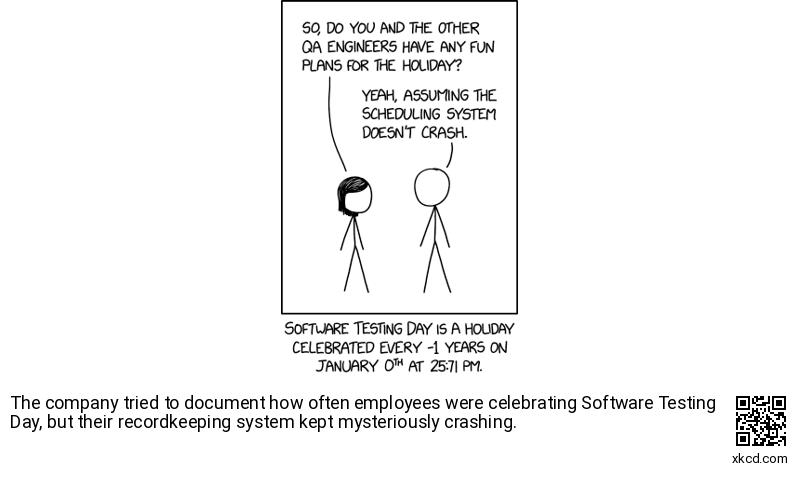 SO, DO YOU AND THE OTHER
QA ENGINEERS HAVE ANY FUN
PLANS FOR THE HOLIDAY?
YEAH, ASSUMING THE
SCHEDULING SYSTEM
DOESN'T CRASH.
SOFTWARE TESTING DAY IS A HOLIDAY
CELEBRATED EVERY -1 YEARS ON
JANUARY 0TH AT 25:71 PM.
The company tried to document how often employees were celebrating Software Testing
Day, but their recordkeeping system kept mysteriously crashing.
xkcd.com